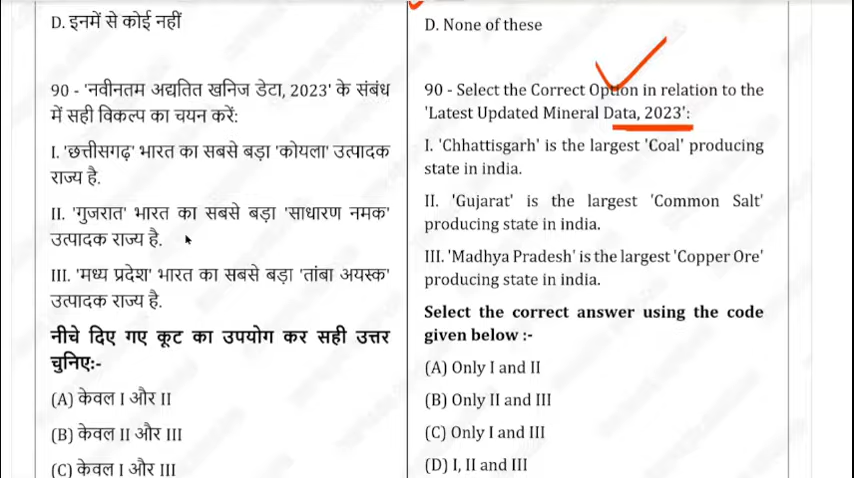 D. इनमें से कोई नहीं
90 - 'नवीनतम अद्यतित खनिज डेटा, 2023' के संबंध
में सही विकल्प का चयन करें:
I. 'छत्तीसगढ़' भारत का सबसे बड़ा 'कोयला' उत्पादक
राज्य है.
II. 'गुजरात' भारत का सबसे बड़ा 'साधारण नमक'
उत्पादक राज्य है.
III. 'मध्य प्रदेश' भारत का सबसे बड़ा 'तांबा अयस्क'
उत्पादक राज्य है.
नीचे दिए गए कूट का उपयोग कर सही उत्तर
चुनिए:-
(A) केवल I और II
(B) केवल II और III
(C) केवल I और III
D. None of these
90 - Select the Correct Option in relation to the
'Latest Updated Mineral Data, 2023':
I. 'Chhattisgarh' is the largest 'Coal' producing
state in india.
II. 'Gujarat' is the largest 'Common Salt'
producing state in india.
III. 'Madhya Pradesh' is the largest 'Copper Ore'
producing state in india.
Select the correct answer using the code
given below :-
(A) Only I and II
(B) Only II and III
(C) Only I and III
(D) I, II and III